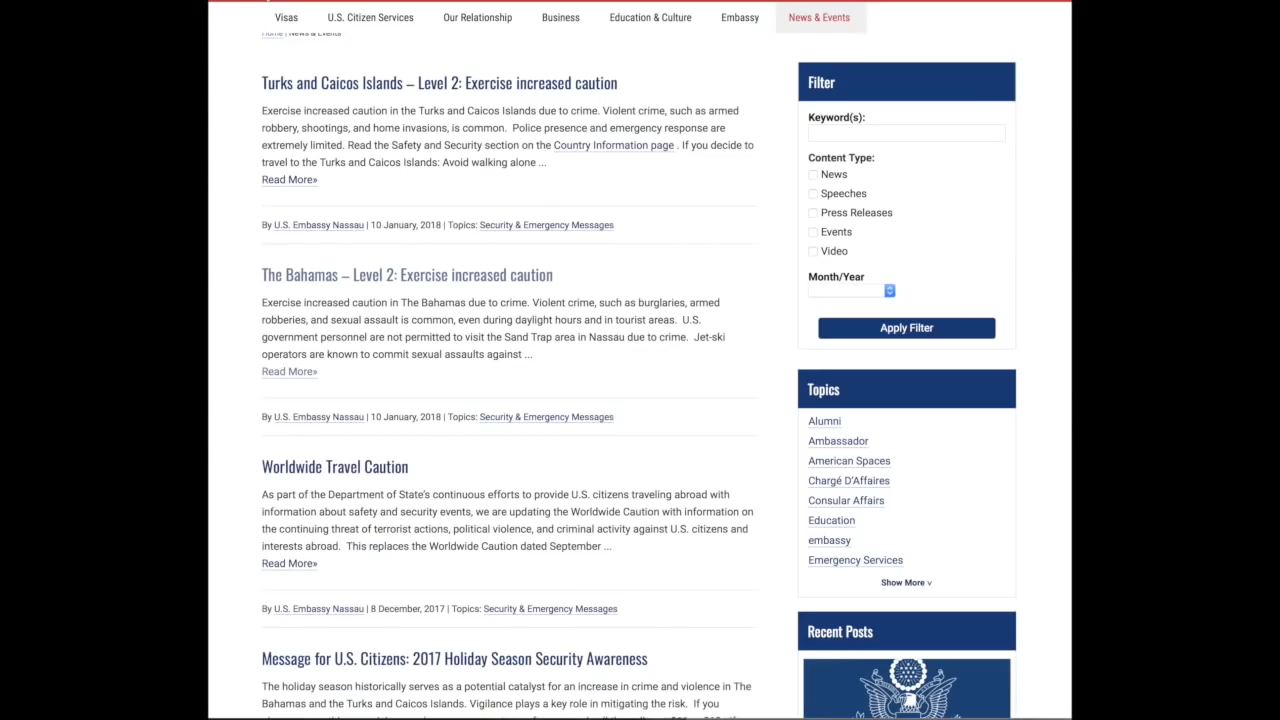 Visas U.S. Citizen Services Our Relationship Business Education & Culture Embassy News & Events
Home | News & Events
Turks and Caicos Islands – Level 2: Exercise increased caution
Exercise increased caution in the Turks and Caicos Islands due to crime. Violent crime, such as armed
robbery, shootings, and home invasions, is common. Police presence and emergency response are
extremely limited. Read the Safety and Security section on the Country Information page . If you decide to
travel to the Turks and Caicos Islands: Avoid walking alone ...
Read More»
By U.S. Embassy Nassau | 10 January, 2018 | Topics: Security & Emergency Messages
The Bahamas – Level 2: Exercise increased caution
Exercise increased caution in The Bahamas due to crime. Violent crime, such as burglaries, armed
robberies, and sexual assault is common, even during daylight hours and in tourist areas. U.S.
government personnel are not permitted to visit the Sand Trap area in Nassau due to crime. Jet-ski
operators are known to commit sexual assaults against ...
Read More»
By U.S. Embassy Nassau | 10 January, 2018 | Topics: Security & Emergency Messages
Worldwide Travel Caution
As part of the Department of State's continuous efforts to provide U.S. citizens traveling abroad with
information about safety and security events, we are updating the Worldwide Caution with information on
the continuing threat of terrorist actions, political violence, and criminal activity against U.S. citizens and
interests abroad. This replaces the Worldwide Caution dated September ...
Read More»
By U.S. Embassy Nassau | 8 December, 2017 | Topics: Security & Emergency Messages
Message for U.S. Citizens: 2017 Holiday Season Security Awareness
The holiday season historically serves as a potential catalyst for an increase in crime and violence in The
Bahamas and the Turks and Caicos Islands. Vigilance plays a key role in mitigating the risk. If you
Filter
Keyword(s):
Content Type:
News
Speeches
Press Releases
Events
Video
Month/Year
Apply Filter
Topics
Alumni
Ambassador
American Spaces
Chargé D'Affaires
Consular Affairs
Education
embassy
Emergency Services
Show More v
Recent Posts